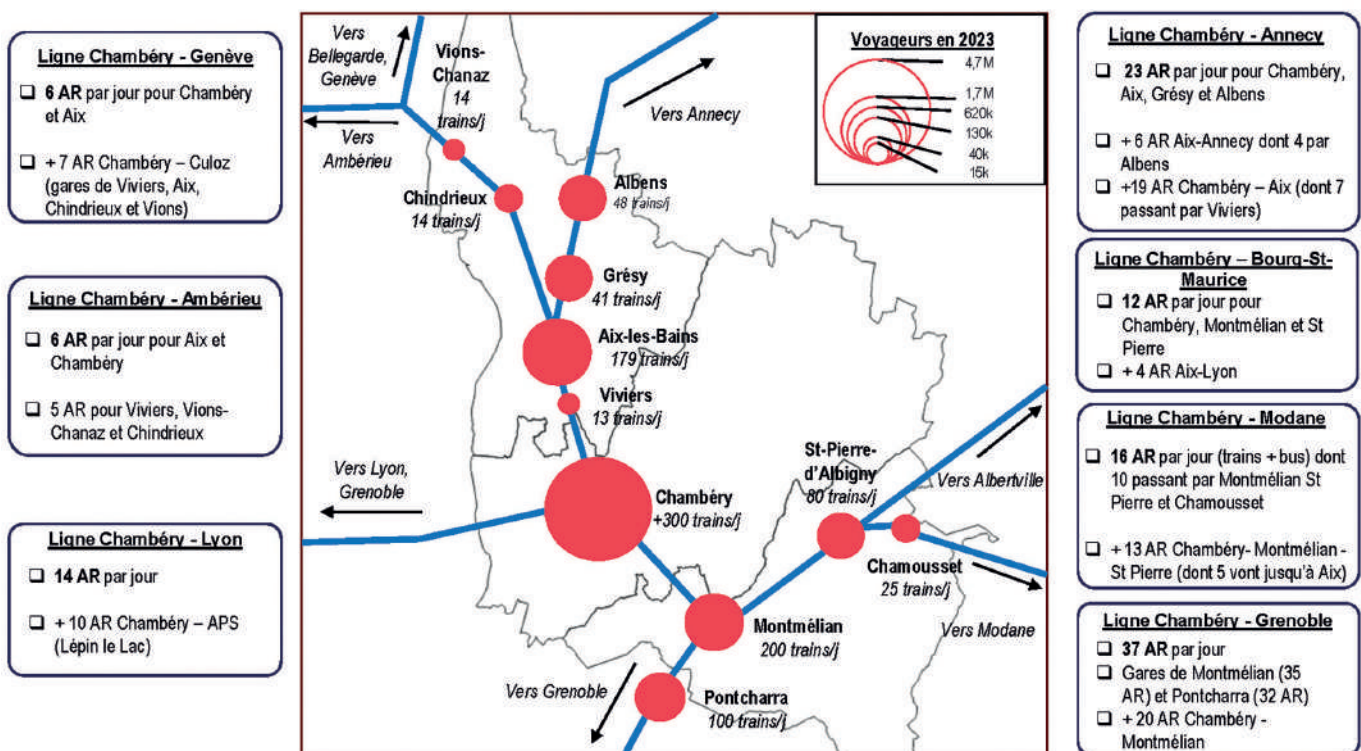 Ligne Chambéry - Genève
❑ 6 AR par jour pour Chambéry
et Aix
❑ + 7 AR Chambéry – Culoz
(gares de Viviers, Aix,
Chindrieux et Vions)
Ligne Chambéry - Ambérieu
❑ 6 AR par jour pour Aix et
Chambéry
❑ 5 AR pour Viviers, Vions-
Chanaz et Chindrieux
Ligne Chambéry - Lyon
❑ 14 AR par jour
❑ + 10 AR Chambéry – APS
(Lépin le Lac)
Vers
Bellegarde,
Genève
Vions-
Chanaz
14
trains/j
Vers
Ambérieu
Vers Annecy
Chindrieux
14 trains/j
Albens
48 trains/j
Grésy
41 trains/j
Aix-les-Bains
179 trains/j
Viviers
13 trains/j
Vers Lyon,
Grenoble
Chambéry
+300 trains/j
St-Pierre-
d'Albigny
80 trains/j
Vers Albertville
Chamousset
25 trains/j
Vers Modane
Montmélian
200 trains/j
Vers Grenoble
Pontcharra
100 trains/j
Voyageurs en 2023
4,7M
1,7M
620k
130k
40k
15k
Ligne Chambéry - Annecy
❑ 23 AR par jour pour Chambéry,
Aix, Grésy et Albens
❑ + 6 AR Aix-Annecy dont 4 par
Albens
❑ +19 AR Chambéry – Aix (dont 7
passant par Viviers)
Ligne Chambéry – Bourg-St-
Maurice
❑ 12 AR par jour pour
Chambéry, Montmélian et St
Pierre
❑ + 4 AR Aix-Lyon
Ligne Chambéry - Modane
❑ 16 AR par jour (trains + bus) dont
10 passant par Montmélian St
Pierre et Chamousset
❑ + 13 AR Chambéry- Montmélian -
St Pierre (dont 5 vont jusqu'à Aix)
Ligne Chambéry - Grenoble
❑ 37 AR par jour
❑ Gares de Montmélian (35
AR) et Pontcharra (32 AR)
❑ + 20 AR Chambéry -
Montmélian